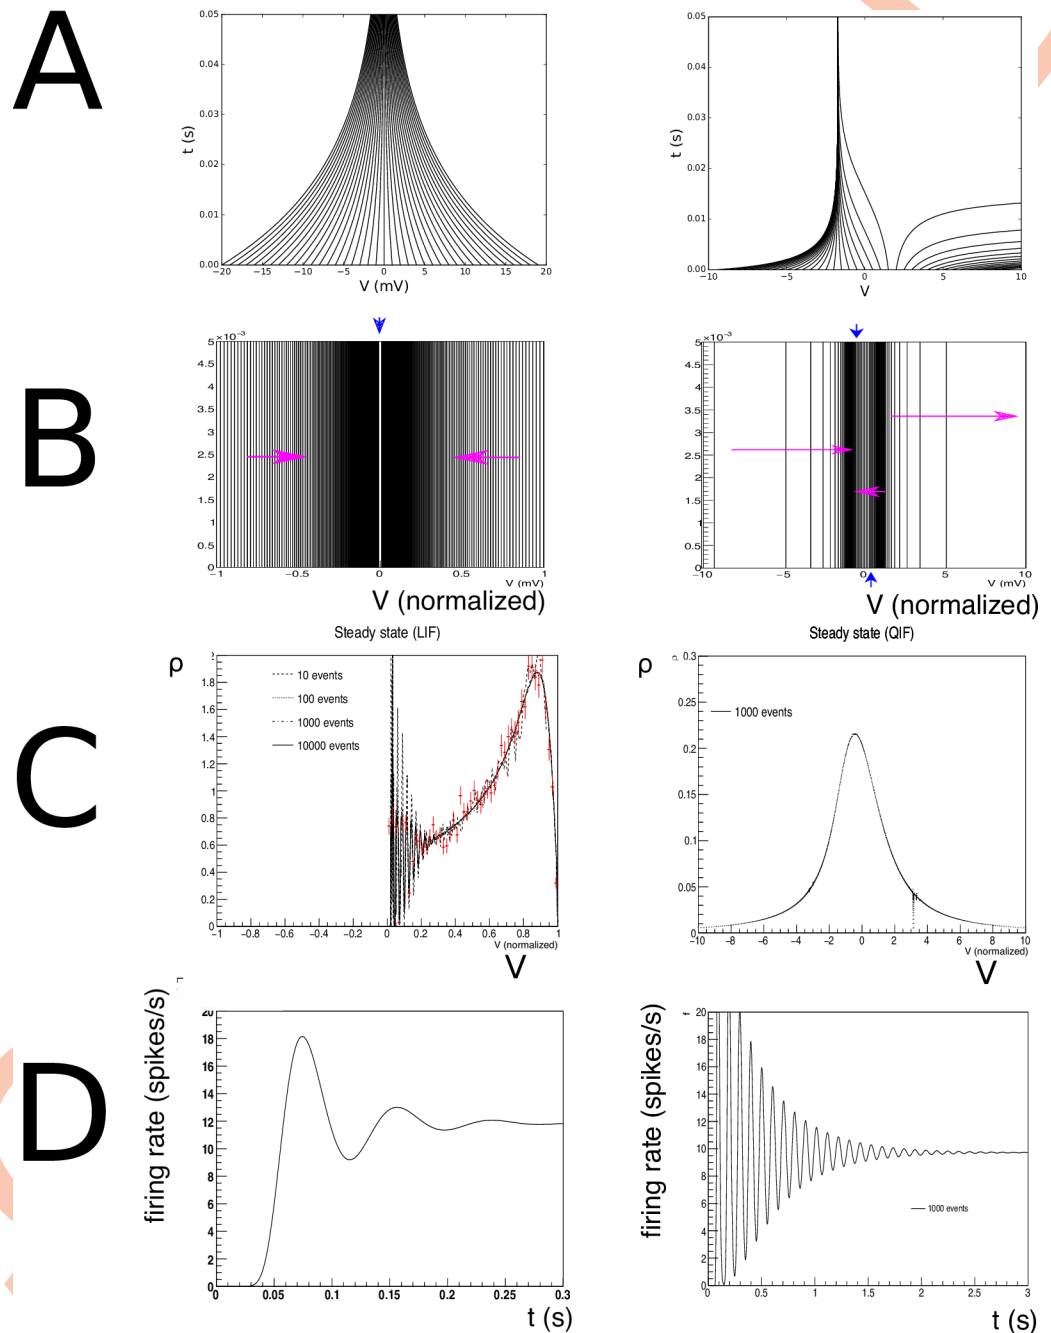 A
0.05
0.04
0.03
0.02
0.01
0.00
t (s)
−20 −15 −10 −5 0 5 10 15 20
V (mV)
0.05
0.04
0.03
0.02
0.01
0.00
t (s)
−10 −5 0 5 10
V
B
×10⁻³
5
4.5
4
3.5
3
2.5
2
1.5
1
0.5
0
−1 −0.5 0 0.5 1
V (mV)
V (normalized)
×10⁻³
5
4.5
4
3.5
3
2.5
2
1.5
1
0.5
0
−10 −5 0 5 10
V (mV)
V (normalized)
C
Steady state (LIF)
ρ
1.8
1.6
1.4
1.2
1
0.8
0.6
0.4
0.2
0
10 events
100 events
1000 events
10000 events
−1 −0.8 −0.6 −0.4 −0.2 0 0.2 0.4 0.6 0.8 1
V (normalized)
V
Steady state (QIF)
ρ
0.3
0.25
0.2
0.15
0.1
0.05
0
1000 events
−10 −8 −6 −4 −2 0 2 4 6 8 10
V (normalized)
V
D
firing rate (spikes/s)
20
18
16
14
12
10
8
6
4
2
0
0 0.05 0.1 0.15 0.2 0.25 0.3
t (s)
firing rate (spikes/s)
f
20
18
16
14
12
10
8
6
4
2
0
1000 events
0 0.5 1 1.5 2 2.5 3
t (s)